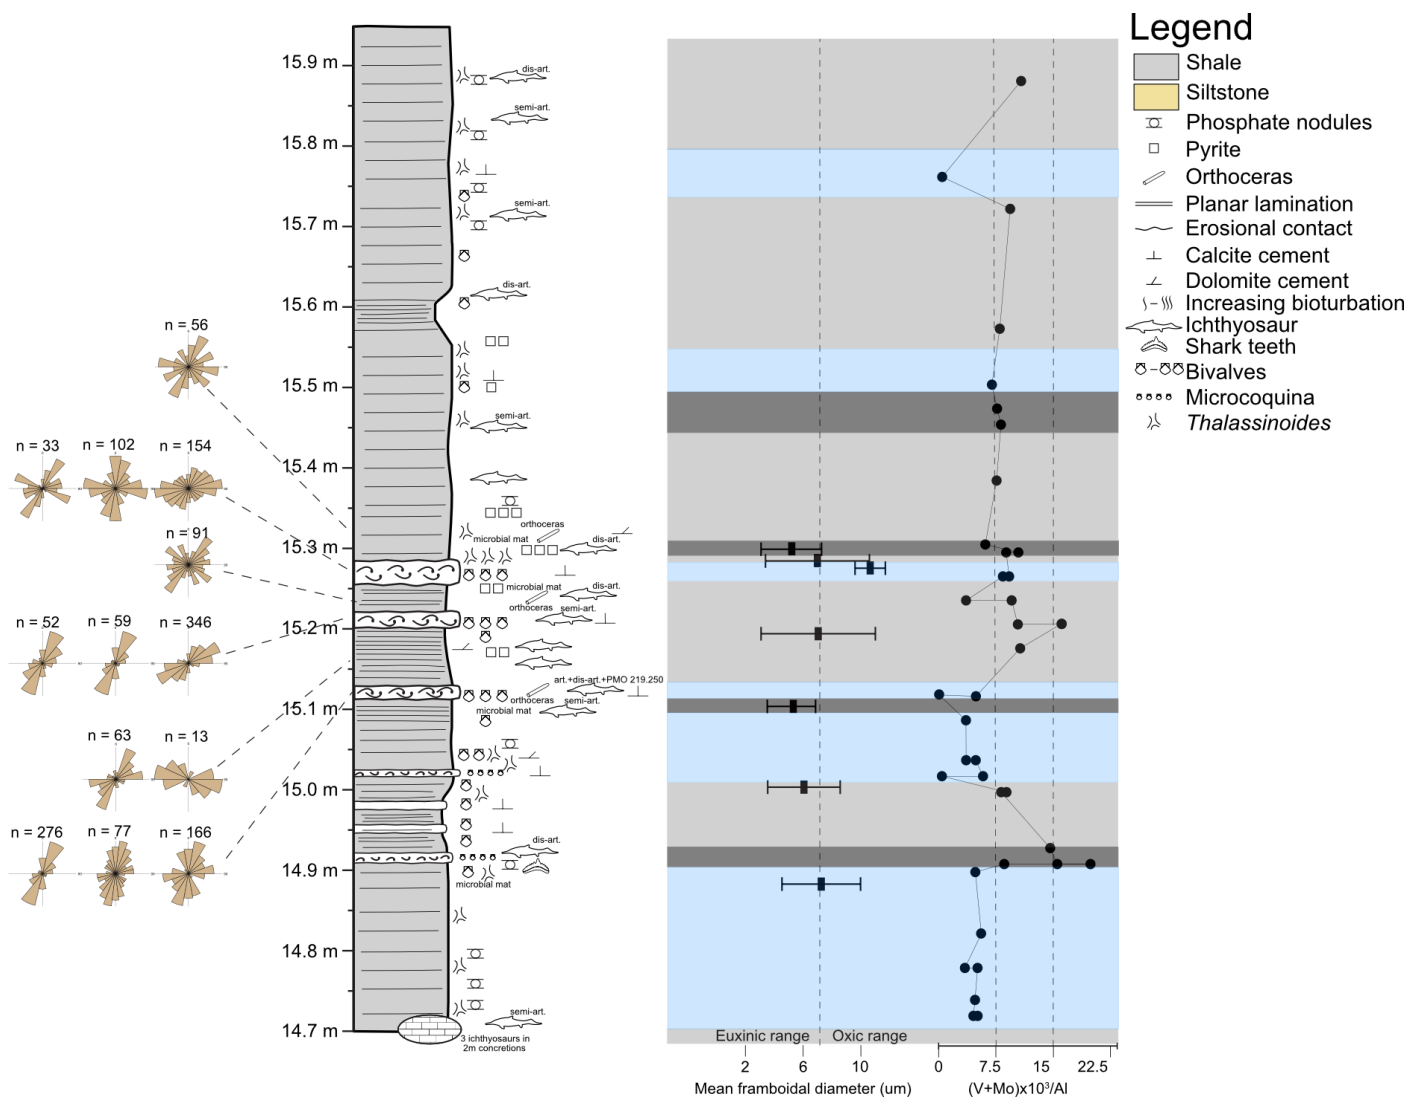 Legend
Shale
Siltstone
Phosphate nodules
Pyrite
Orthoceras
Planar lamination
Erosional contact
Calcite cement
Dolomite cement
Increasing bioturbation
Ichthyosaur
Shark teeth
Bivalves
Microcoquina
Thalassinoides
15.9 m
15.8 m
15.7 m
15.6 m
15.5 m
15.4 m
15.3 m
15.2 m
15.1 m
15.0 m
14.9 m
14.8 m
14.7 m
dis-art.
semi-art.
semi-art.
dis-art.
semi-art.
orthoceras
microbial mat
dis-art.
microbial mat
dis-art.
orthoceras
semi-art.
art.+dis-art.+PMO 219.250
orthoceras
semi-art.
microbial mat
dis-art.
microbial mat
semi-art.
3 ichthyosaurs in
2m concretions
n = 56
n = 33 n = 102 n = 154
n = 91
n = 52 n = 59 n = 346
n = 63 n = 13
n = 276 n = 77 n = 166
Euxinic range Oxic range
2 6 10 0 7.5 15 22.5
Mean framboidal diameter (um) (V+Mo)x10³/Al